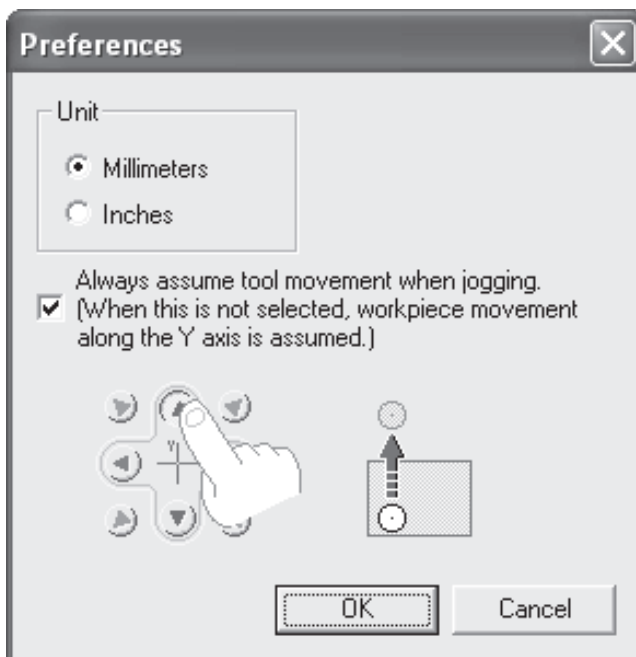 Preferences
Unit
Millimeters
Inches
Always assume tool movement when jogging.
(When this is not selected, workpiece movement
along the Y axis is assumed.)
Y
OK
Cancel